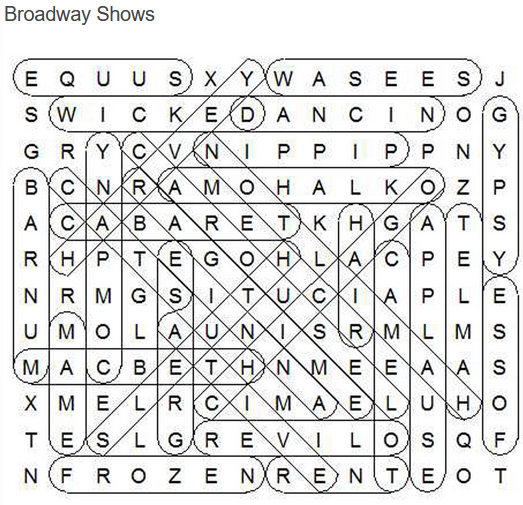 Broadway Shows
E Q U U S X Y W A S E E S J
S W I C K E D A N C I N O G
G R Y C V N I P P I P P N Y
B C N R A M O H A L K O Z P
A C A B A R E T K H G A T S
R H P T E G O H L A C P E Y
N R M G S I T U C I A P L E
U M O L A U N I S R M L M S
M A C B E T H N M E E A A S
X M E L R C I M A E L U H O
T E S L G R E V I L O S Q F
N F R O Z E N R E N T E O T